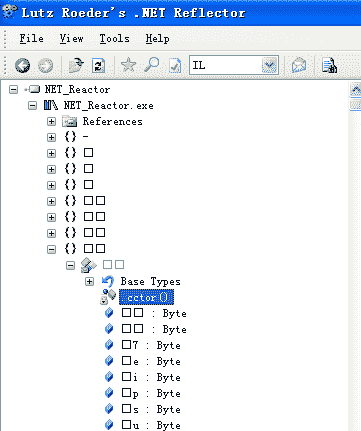 Lutz Roeder's .NET Reflector
File View Tools Help
IL
NET_Reactor
NET_Reactor.exe
References
{} -
{} □
{} □
{} □
{} □□
{} □□
{} □□
□□
Base Types
.cctor()
□□ : Byte
□□ : Byte
□7 : Byte
□e : Byte
□i : Byte
□p : Byte
□s : Byte
□u : Byte